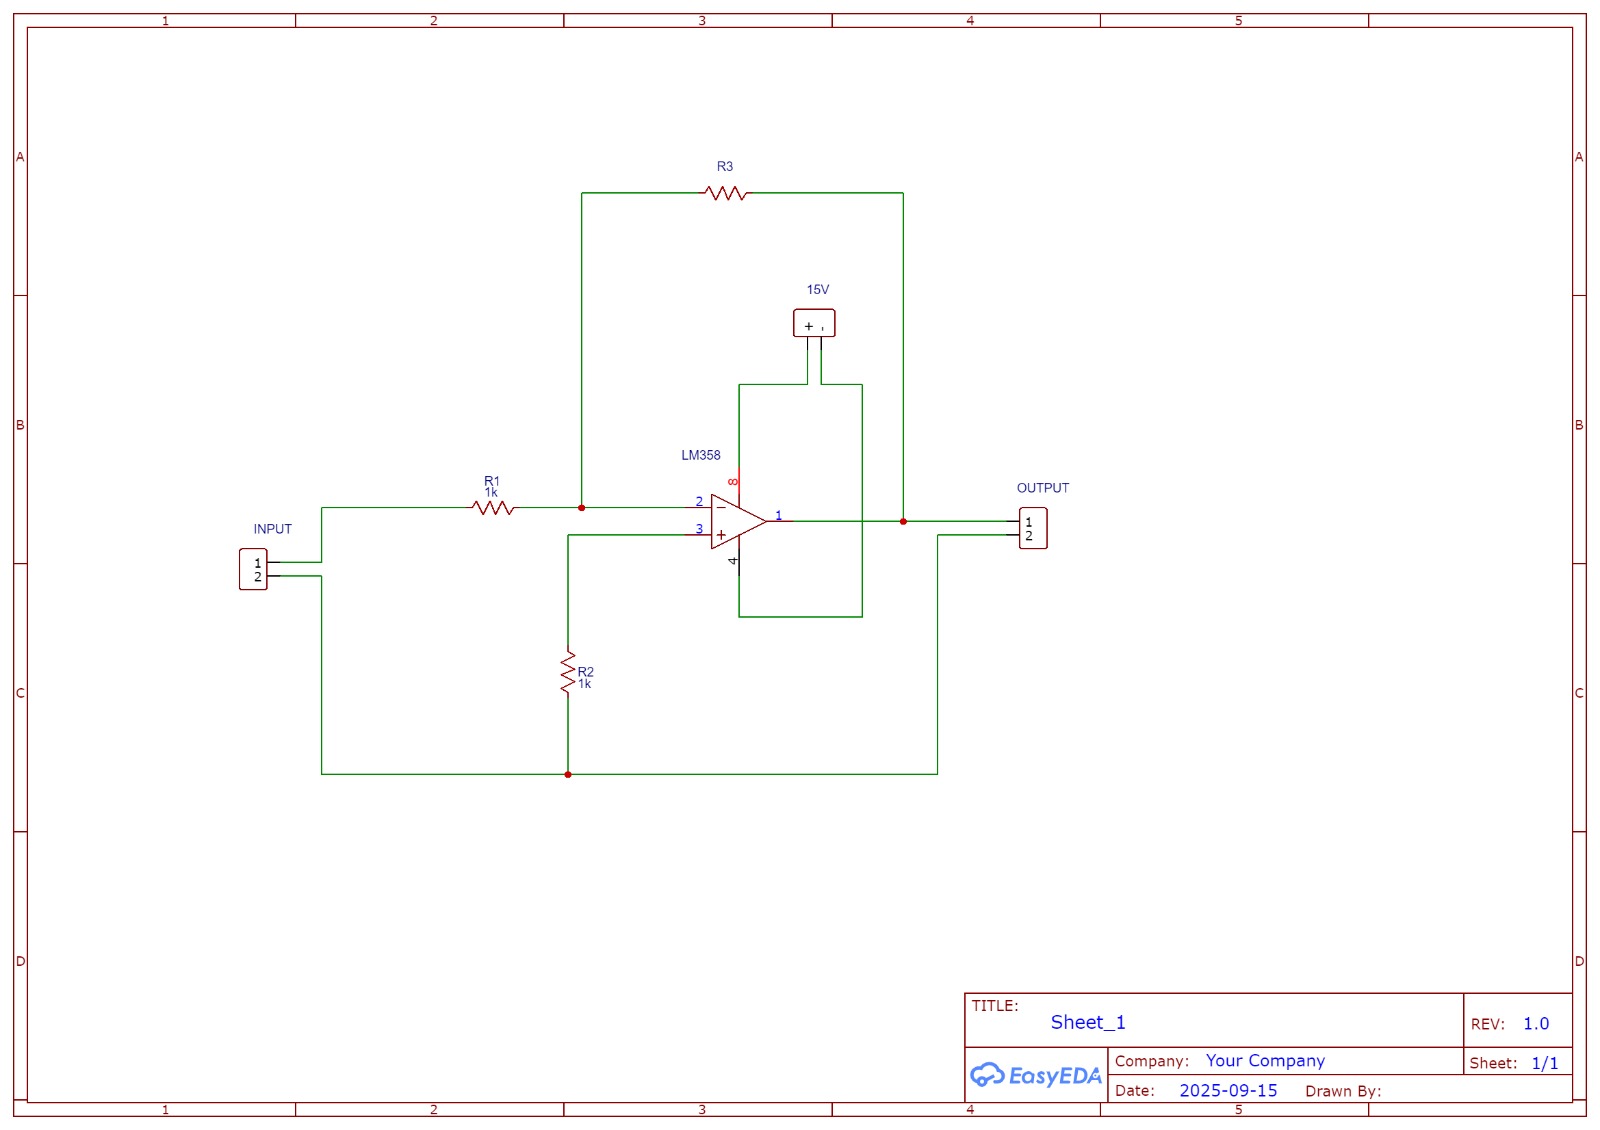 1 2 3 4 5
A A
R3
15V
+ -
B B
LM358
8
R1
1k
2
1
3
4
OUTPUT
1
2
INPUT
1
2
R2
1k
C C
D D
TITLE:
Sheet_1
REV: 1.0
EasyEDA
Company: Your Company
Sheet: 1/1
Date: 2025-09-15 Drawn By:
1 2 3 4 5